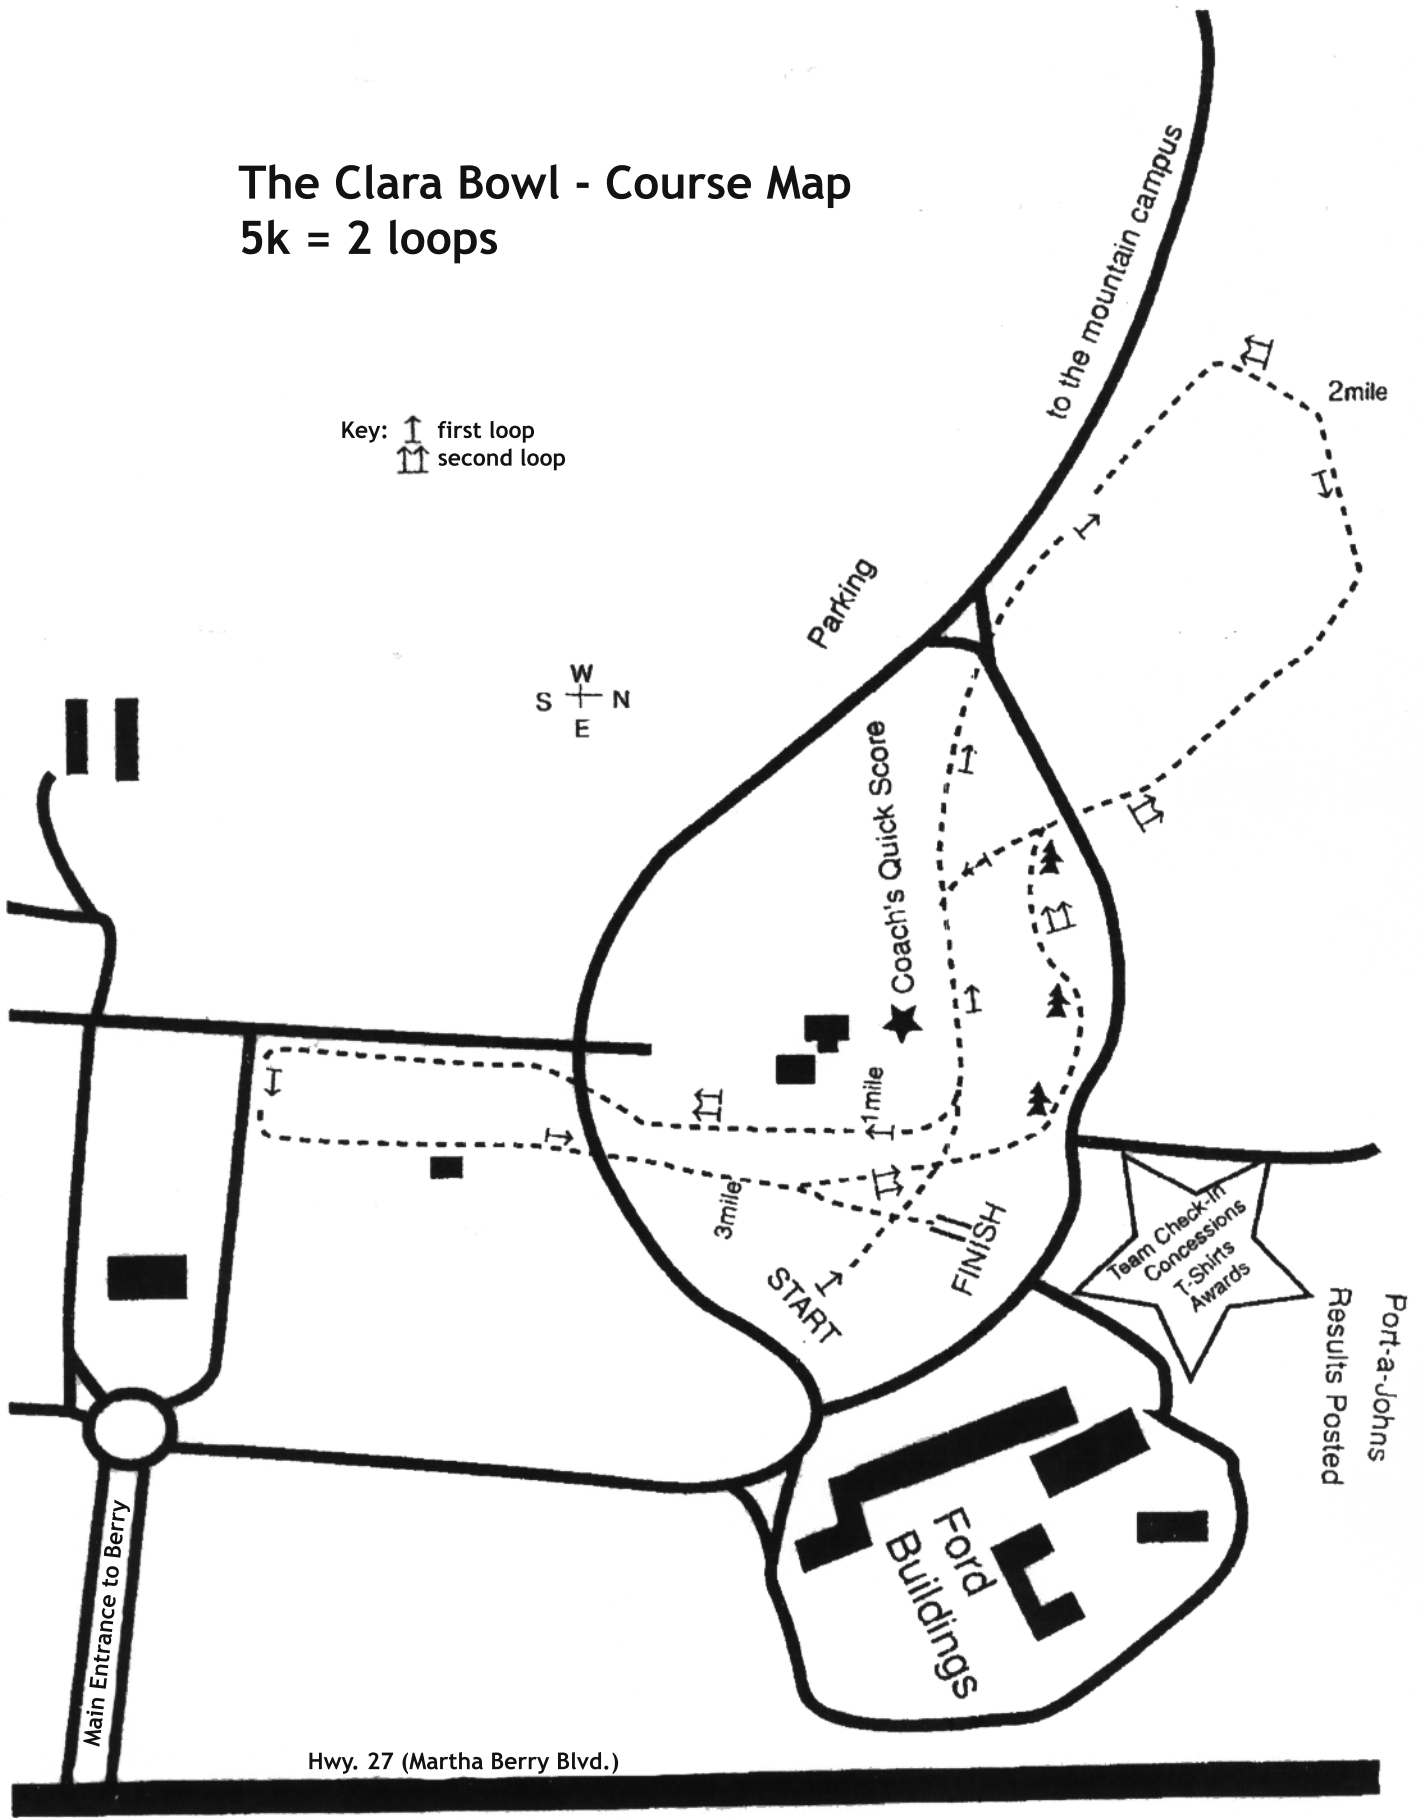 The Clara Bowl - Course Map
5k = 2 loops
to the mountain campus
2mile
Key:
first loop
second loop
Parking
W
S
N
E
Coach's Quick Score
1mile
3mile
FINISH
START
Team Check-In
Concessions
T-Shirts
Awards
Port-a-Johns
Results Posted
Ford
Buildings
Main Entrance to Berry
Hwy. 27 (Martha Berry Blvd.)